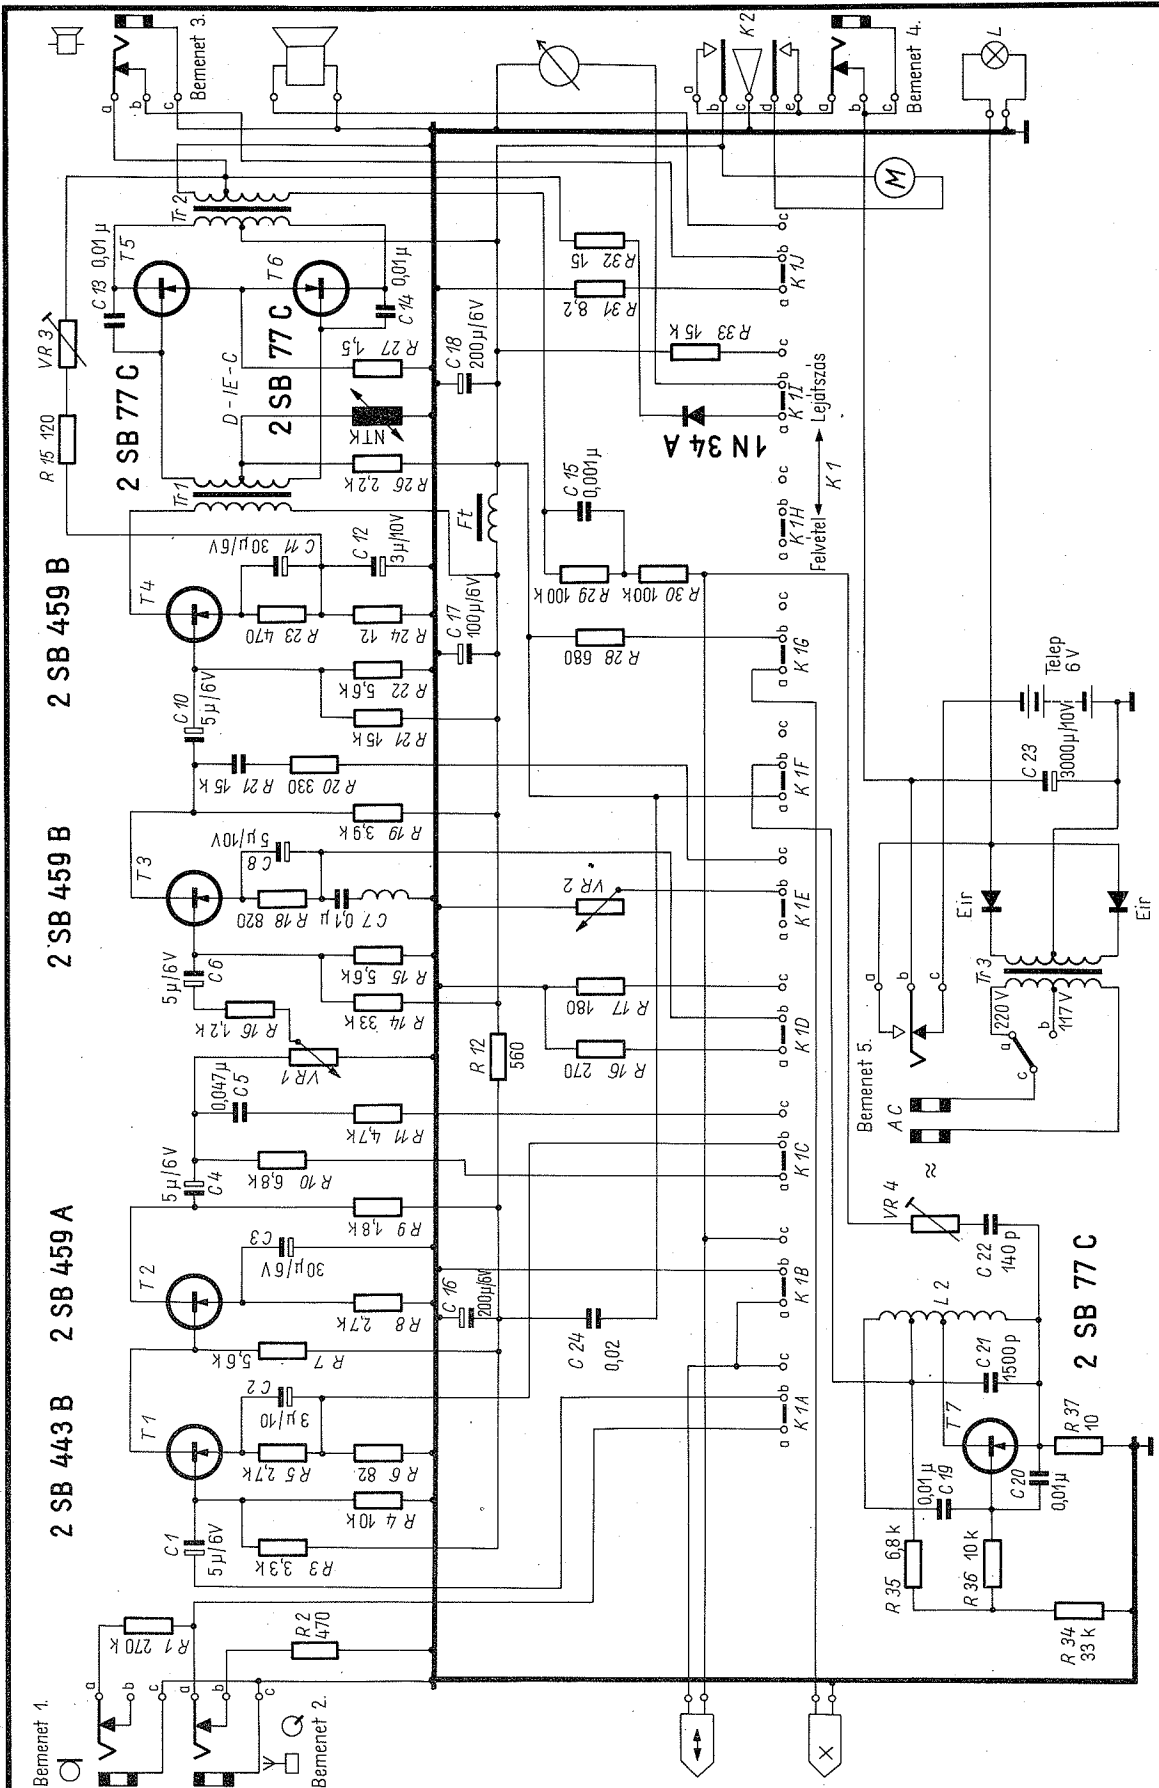 Bemenet 1.
a
b
c
Bemenet 2.
a
b
c
R 1 270 k
R 2
470
2 SB 443 B
2 SB 459 A
2 SB 459 B
2 SB 459 B
2 SB 77 C
2 SB 77 C
D-IE-C
T 1
T 2
T 3
T 4
T 5
T 6
C 1
5 µ/6V
R 3
3,3 k
R 4 10 k
R 5 2,7 k
R 6 82
C 2
3 µ/10
R 7
5,6 k
R 8
2,7 k
C 3
30 µ/6V
R 9 1,8 k
C 4
5 µ/6V
R 10 6,8 k
R 11 4,7 k
0,047 µ
C 5
VR 1
R 16 1,2 k
5 µ/6V
C 6
R 14
33 k
R 15
5,6 k
R 18 820
C 7 0,1 µ
C 8
5 µ/10V
R 19
3,9 k
R 20 330
R 21 15 k
C 10
5 µ/6V
R 21
15 k
R 22
5,6 k
R 23 470
R 24 12
C 11
30 µ/6V
C 12
3 µ/10V
R 15 120
VR 3
Tr 1
Tr 2
C 13 0,01 µ
C 14 0,01 µ
R 26
2,2 k
NTK
R 27
1,5
C 16
200 µ/6V
R 12
560
C 17
100 µ/6V
Ft
C 18
200 µ/6V
C 24
0,02
R 16 270
R 17
180
VR 2
R 28
680
R 29 100 k
R 30 100 k
C 15
0,001 µ
1N 34 A
R 33
15 k
R 31
8,2
R 32
15
a b c
K 1A
a b c
K 1B
a b c
K 1C
a b c
K 1D
a b c
K 1E
a b c
K 1F
a b c
K 1G
a b c
K 1H
a b c
K 1I
a b c
K 1J
Felvétel
K 1
Lejátszás
Bemenet 3.
a
b
c
K 2
a
b
c
d
e
Bemenet 4.
a
b
c
M
L
X
R 35 6,8 k
R 36 10 k
R 34
33 k
0,01 µ
C 19
C 20
0,01 µ
T 7
R 37
10
C 21
1500 p
L 2
C 22
140 p
VR 4
2 SB 77 C
≈
AC
Bemenet 5.
a
b
c
a
220 V
b
117 V
c
Tr 3
Eir
Eir
C 23
3000 µ/10V
Telep
6 V